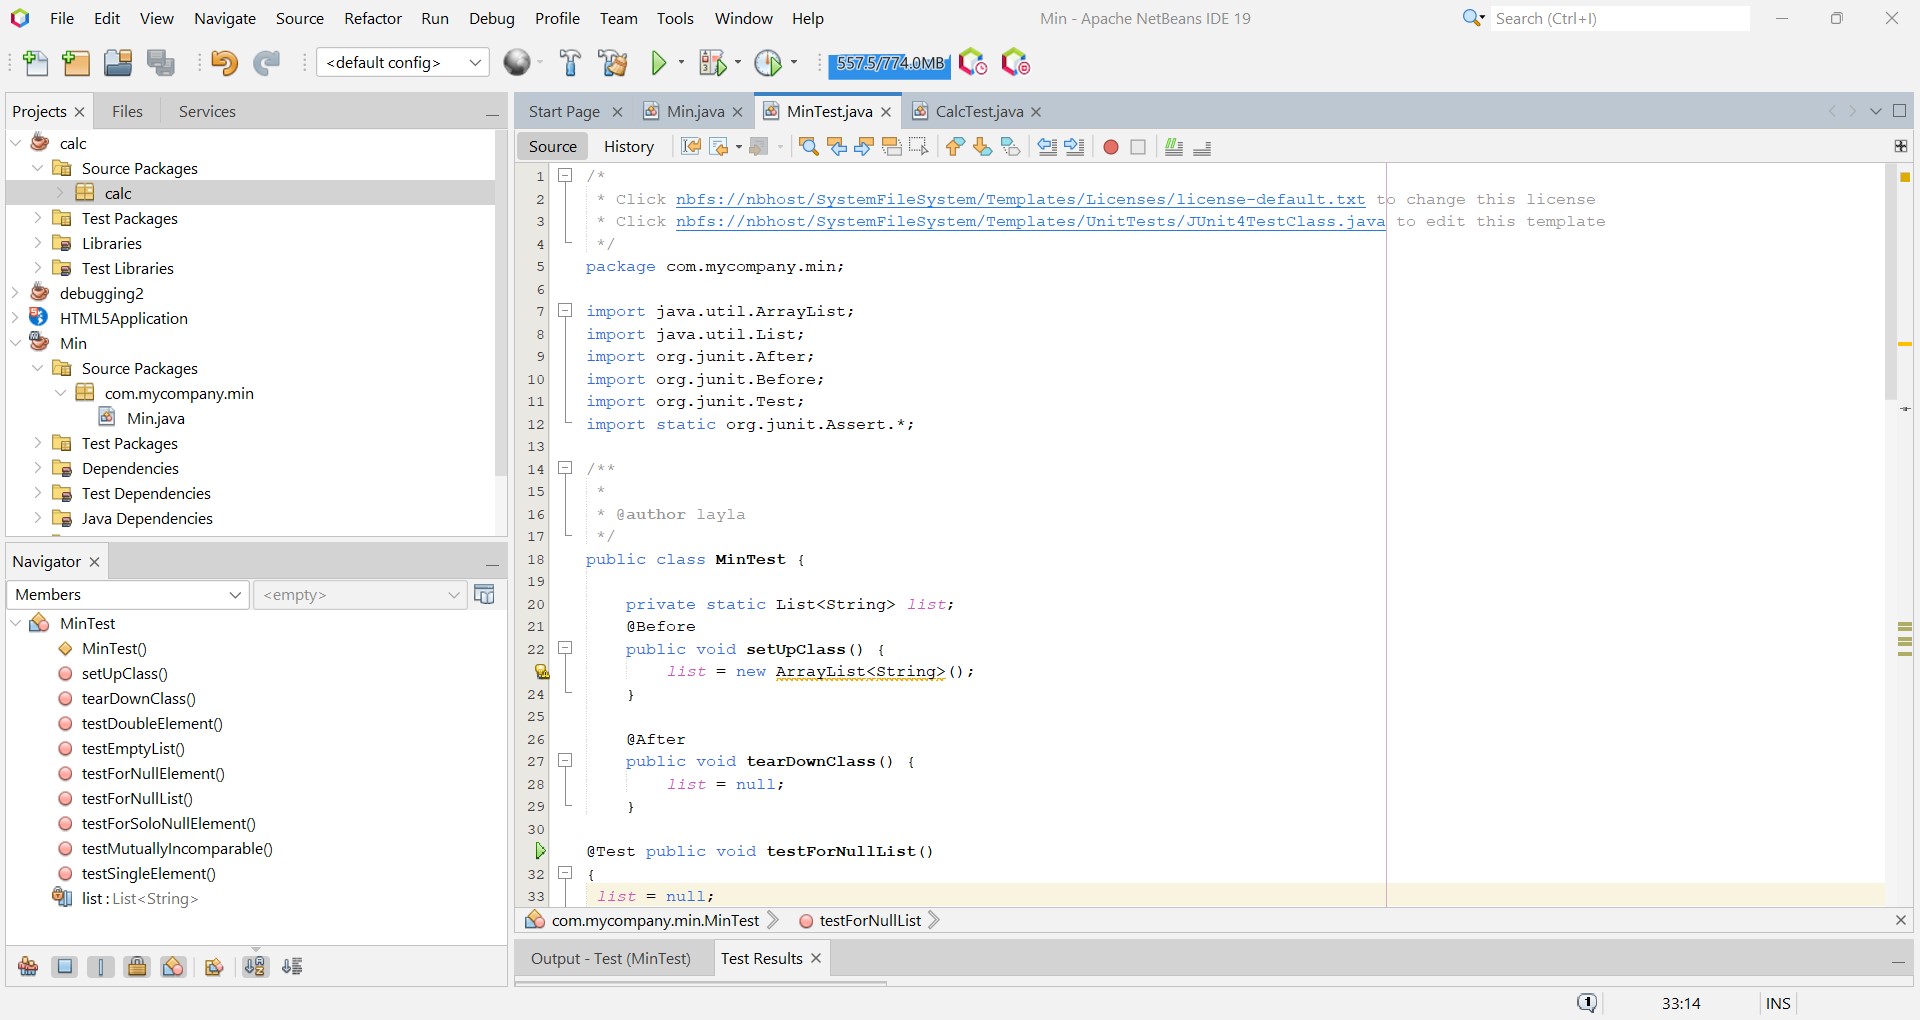 File Edit View Navigate Source Refactor Run Debug Profile Team Tools Window Help
Min - Apache NetBeans IDE 19
Search (Ctrl+I)
<default config>
557.5/774.0MB
Projects Files Services
calc
Source Packages
calc
Test Packages
Libraries
Test Libraries
debugging2
HTML5Application
Min
Source Packages
com.mycompany.min
Min.java
Test Packages
Dependencies
Test Dependencies
Java Dependencies
Navigator
Members <empty>
MinTest
MinTest()
setUpClass()
tearDownClass()
testDoubleElement()
testEmptyList()
testForNullElement()
testForNullList()
testForSoloNullElement()
testMutuallyIncomparable()
testSingleElement()
list : List<String>
Start Page Min.java MinTest.java CalcTest.java
Source History
1 /*
2 * Click nbfs://nbhost/SystemFileSystem/Templates/Licenses/license-default.txt to change this license
3 * Click nbfs://nbhost/SystemFileSystem/Templates/UnitTests/JUnit4TestClass.java to edit this template
4 */
5 package com.mycompany.min;
6
7 import java.util.ArrayList;
8 import java.util.List;
9 import org.junit.After;
10 import org.junit.Before;
11 import org.junit.Test;
12 import static org.junit.Assert.*;
13
14 /**
15 *
16 * @author layla
17 */
18 public class MinTest {
19
20 private static List<String> list;
21 @Before
22 public void setUpClass() {
list = new ArrayList<String>();
24 }
25
26 @After
27 public void tearDownClass() {
28 list = null;
29 }
30
@Test public void testForNullList()
32 {
33 list = null;
com.mycompany.min.MinTest testForNullList
Output - Test (MinTest) Test Results
1 33:14 INS